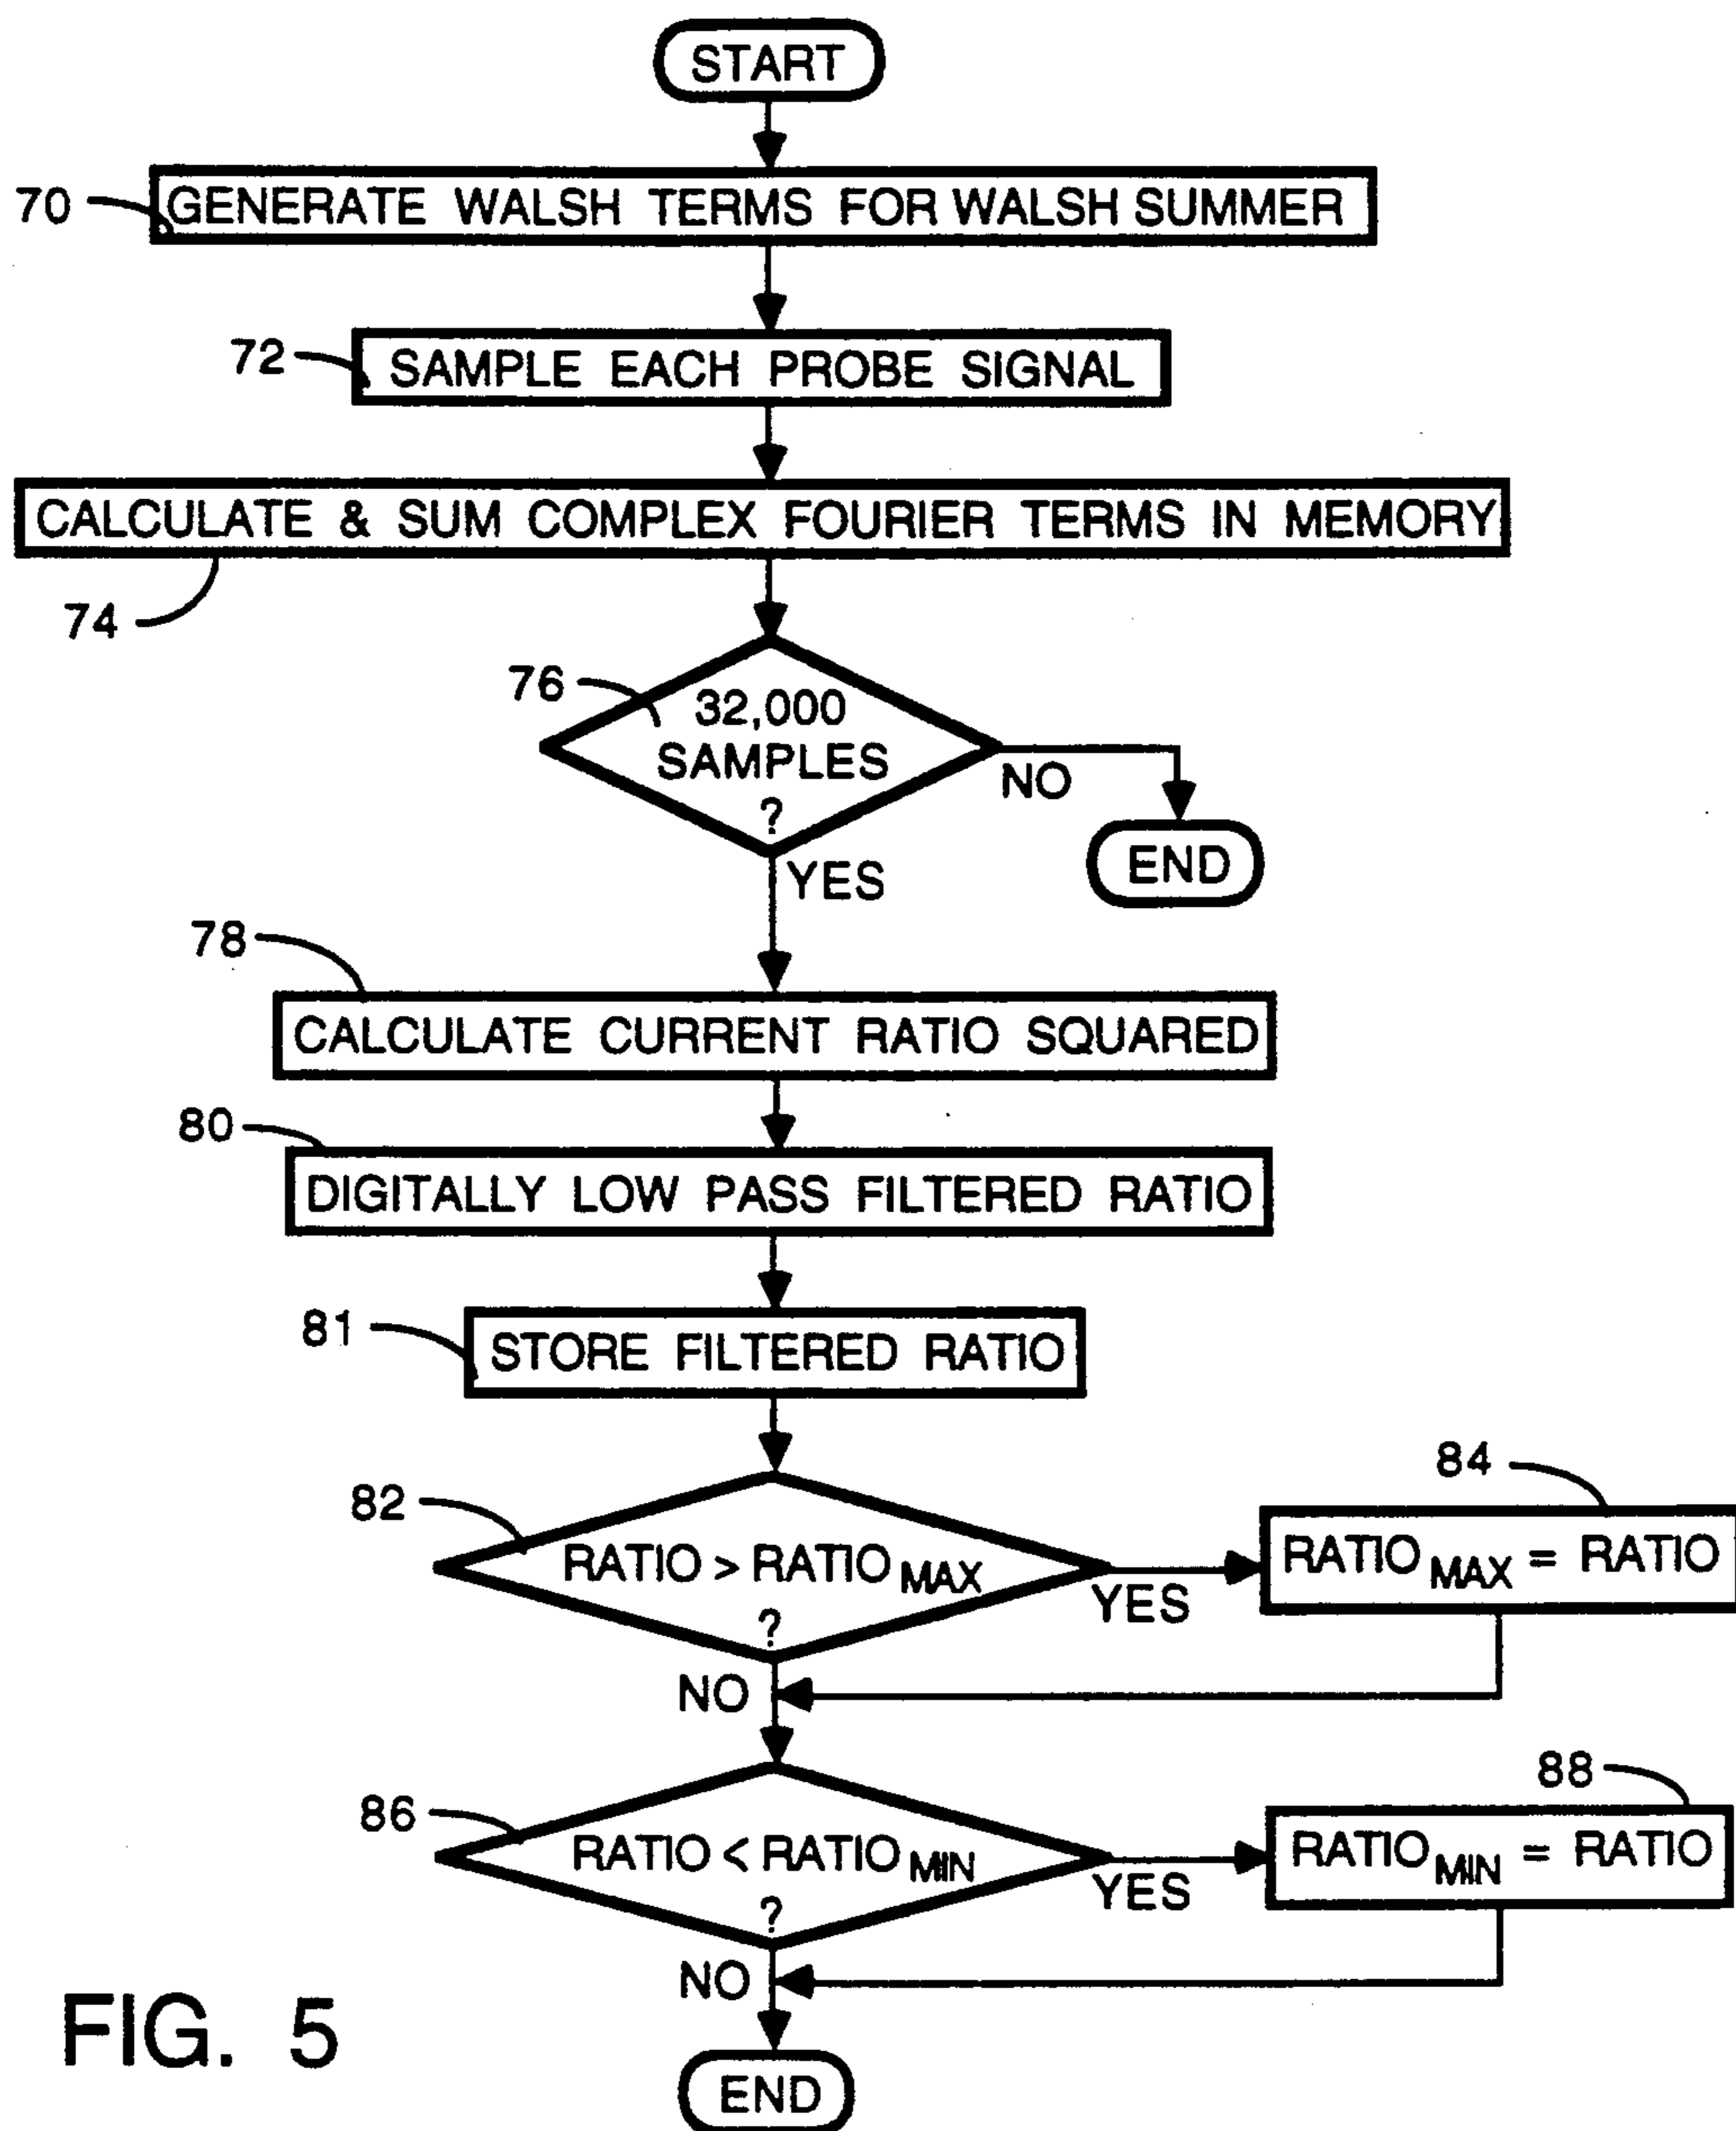 START
70
GENERATE WALSH TERMS FOR WALSH SUMMER
72
SAMPLE EACH PROBE SIGNAL
CALCULATE & SUM COMPLEX FOURIER TERMS IN MEMORY
74
76
32,000
SAMPLES
?
NO
END
YES
78
CALCULATE CURRENT RATIO SQUARED
80
DIGITALLY LOW PASS FILTERED RATIO
81
STORE FILTERED RATIO
82
RATIO > RATIO MAX
?
YES
84
RATIO MAX = RATIO
NO
86
RATIO < RATIO MIN
?
YES
88
RATIO MIN = RATIO
NO
END
FIG. 5